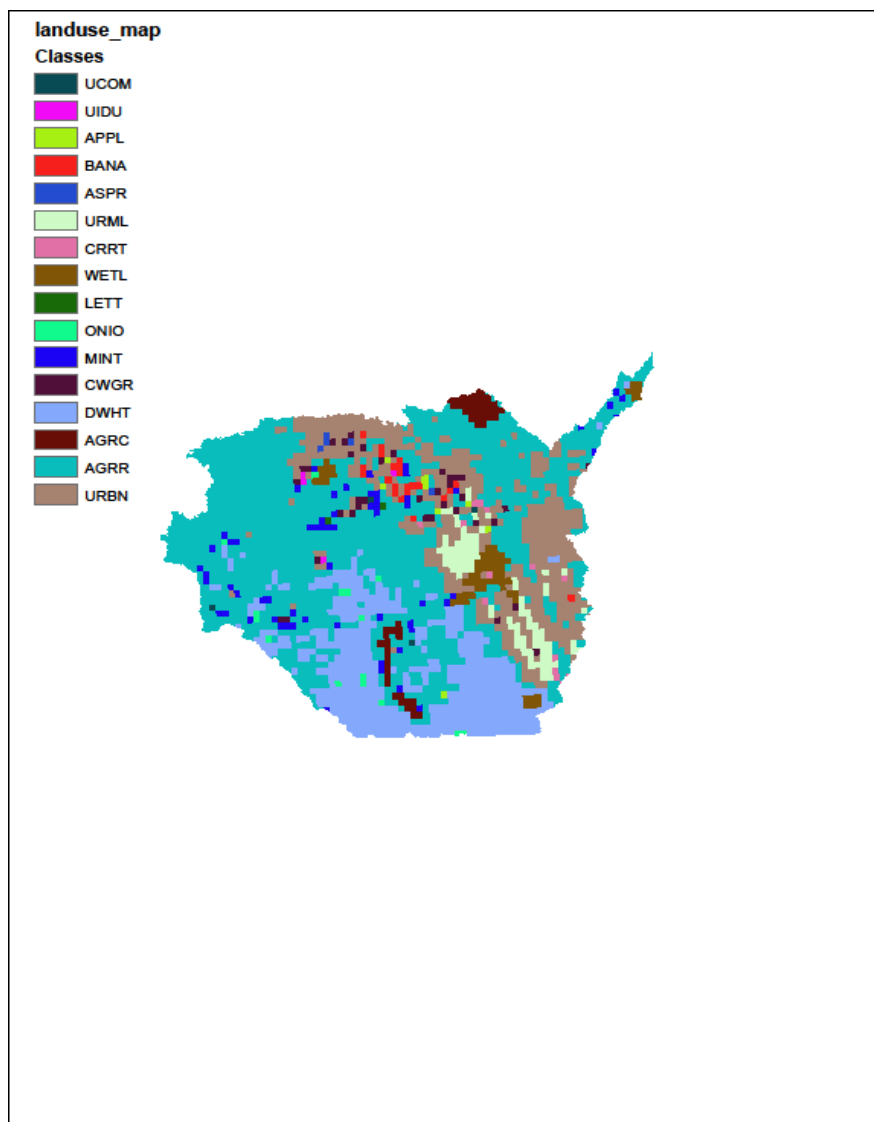 landuse_map
Classes
UCOM
UIDU
APPL
BANA
ASPR
URML
CRRT
WETL
LETT
ONIO
MINT
CWGR
DWHT
AGRC
AGRR
URBN